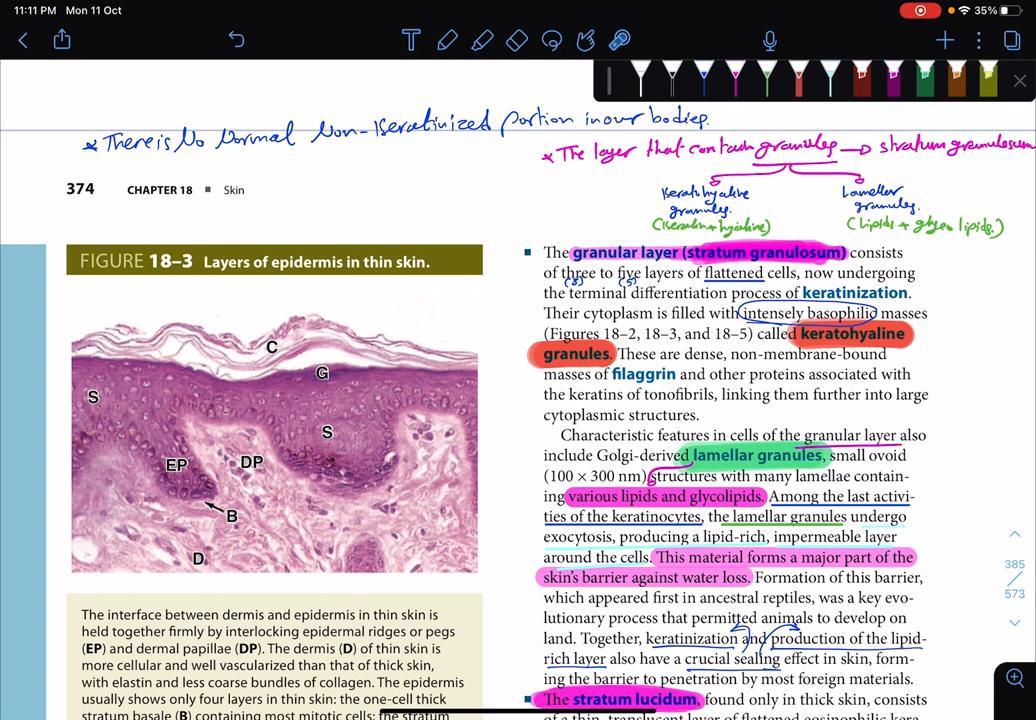 11:11 PM Mon 11 Oct
35%
*There is No Normal Non-Keratinized portion in our bodies.
*The layer that contain granules → stratum granulosum
Keratohyaline granules. (Keratin+hyaline)
Lamellar granules. (Lipids + glyco lipids.)
374 CHAPTER 18 ■ Skin
FIGURE 18–3 Layers of epidermis in thin skin.
C
G
S
S
EP
DP
B
D
The interface between dermis and epidermis in thin skin is
held together firmly by interlocking epidermal ridges or pegs
(EP) and dermal papillae (DP). The dermis (D) of thin skin is
more cellular and well vascularized than that of thick skin,
with elastin and less coarse bundles of collagen. The epidermis
usually shows only four layers in thin skin: the one-cell thick
stratum basale (B) containing most mitotic cells; the stratum
■ The granular layer (stratum granulosum) consists
of three to five layers of flattened cells, now undergoing
(3) (5)
the terminal differentiation process of keratinization.
Their cytoplasm is filled with intensely basophilic masses
(Figures 18–2, 18–3, and 18–5) called keratohyaline
granules. These are dense, non-membrane-bound
masses of filaggrin and other proteins associated with
the keratins of tonofibrils, linking them further into large
cytoplasmic structures.
Characteristic features in cells of the granular layer also
include Golgi-derived lamellar granules, small ovoid
(100 × 300 nm) structures with many lamellae contain-
ing various lipids and glycolipids. Among the last activi-
ties of the keratinocytes, the lamellar granules undergo
exocytosis, producing a lipid-rich, impermeable layer
around the cells. This material forms a major part of the
skin's barrier against water loss. Formation of this barrier,
which appeared first in ancestral reptiles, was a key evo-
lutionary process that permitted animals to develop on
land. Together, keratinization and production of the lipid-
rich layer also have a crucial sealing effect in skin, form-
ing the barrier to penetration by most foreign materials.
■ The stratum lucidum, found only in thick skin, consists
of a thin, translucent layer of flattened eosinophilic kera-
385
573